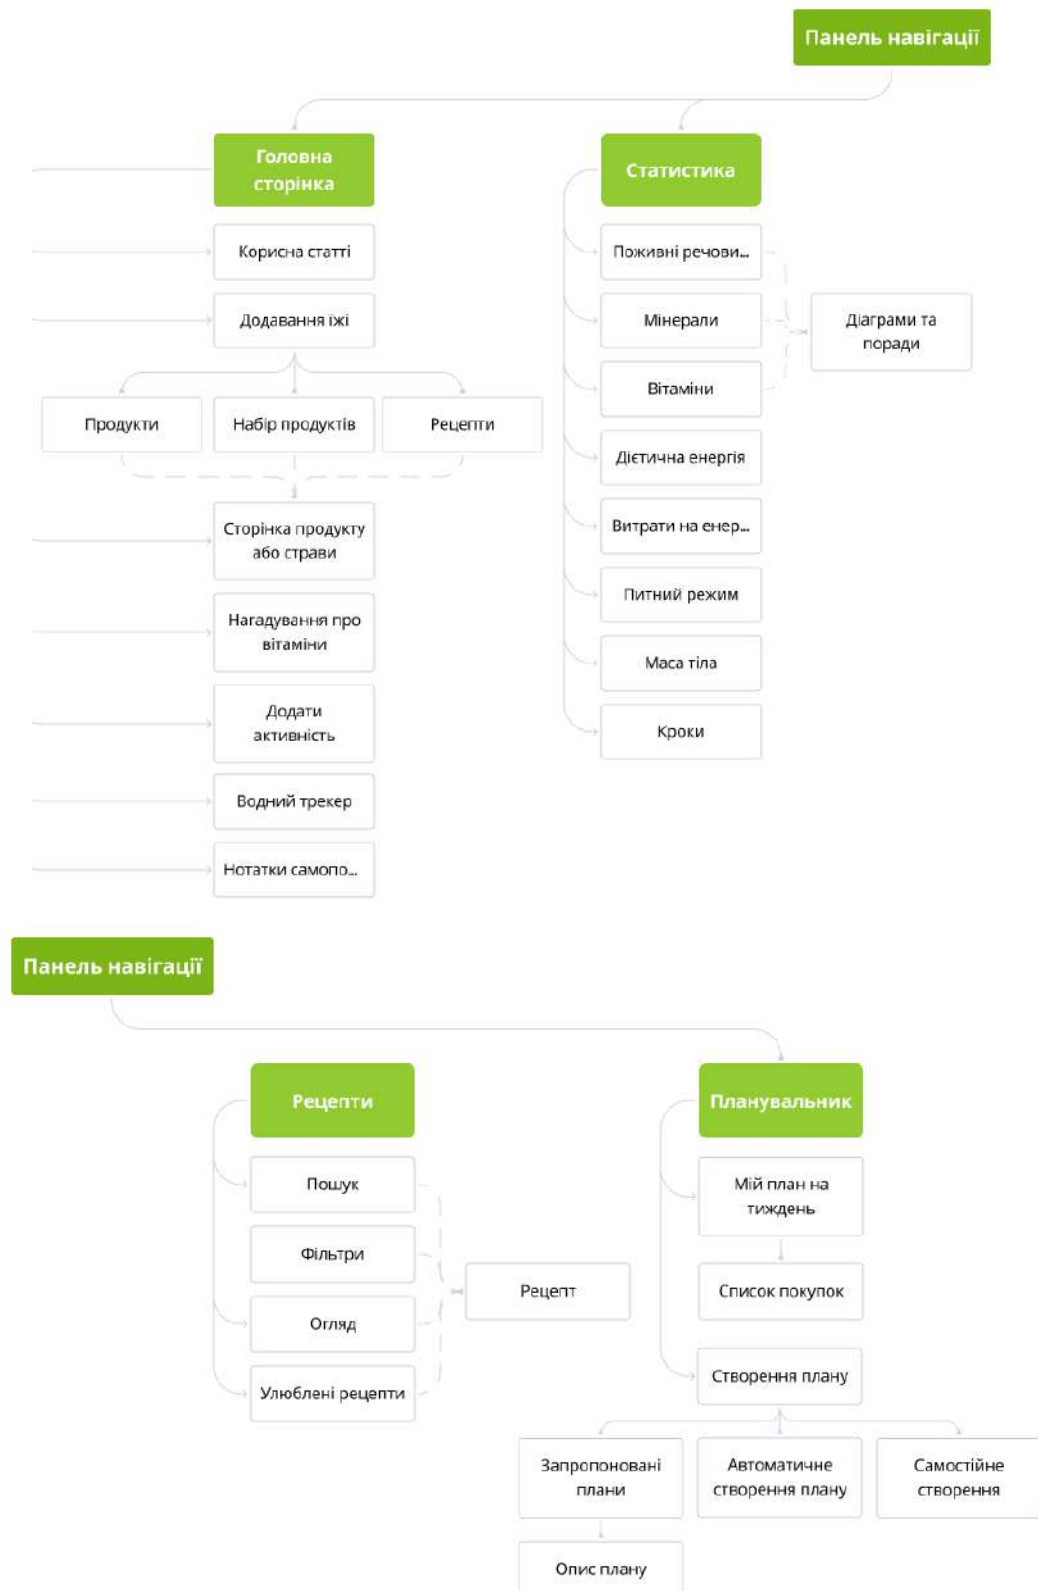 Панель навігації
Головна
сторінка
Статистика
Корисна статті
Додавання їжі
Продукти
Набір продуктів
Рецепти
Сторінка продукту
або страви
Нагадування про
вітаміни
Додати
активність
Водний трекер
Нотатки самопо...
Поживні речови...
Мінерали
Вітаміни
Діаграми та
поради
Дієтична енергія
Витрати на енер...
Питний режим
Маса тіла
Кроки
Панель навігації
Рецепти
Пошук
Фільтри
Огляд
Улюблені рецепти
Рецепт
Планувальник
Мій план на
тиждень
Список покупок
Створення плану
Запропоновані
плани
Автоматичне
створення плану
Самостійне
створення
Опис плану